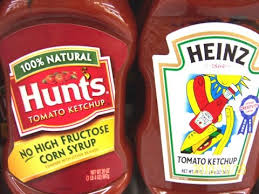 100% NATURAL
Hunt's
TOMATO KETCHUP
NO HIGH FRUCTOSE
CORN SYRUP
HEINZ
TOMATO KETCHUP